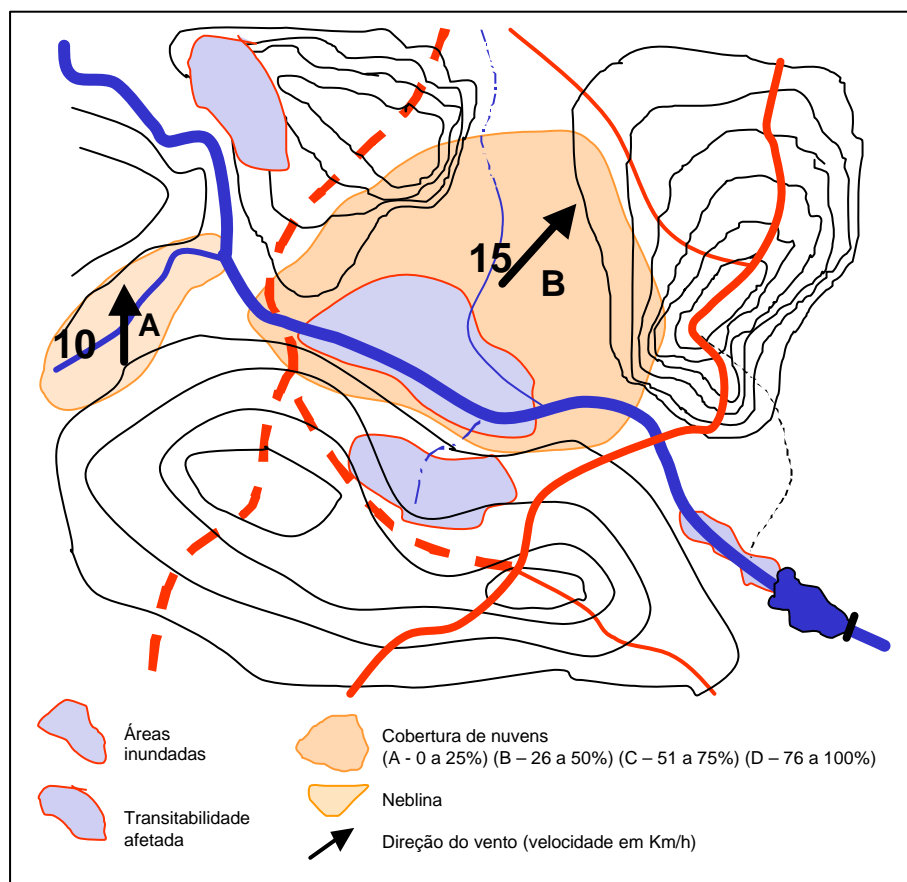 15
B
10
A
Áreas
inundadas
Transitabilidade
afetada
Cobertura de nuvens
(A - 0 a 25%) (B – 26 a 50%) (C – 51 a 75%) (D – 76 a 100%)
Neblina
Direção do vento (velocidade em Km/h)